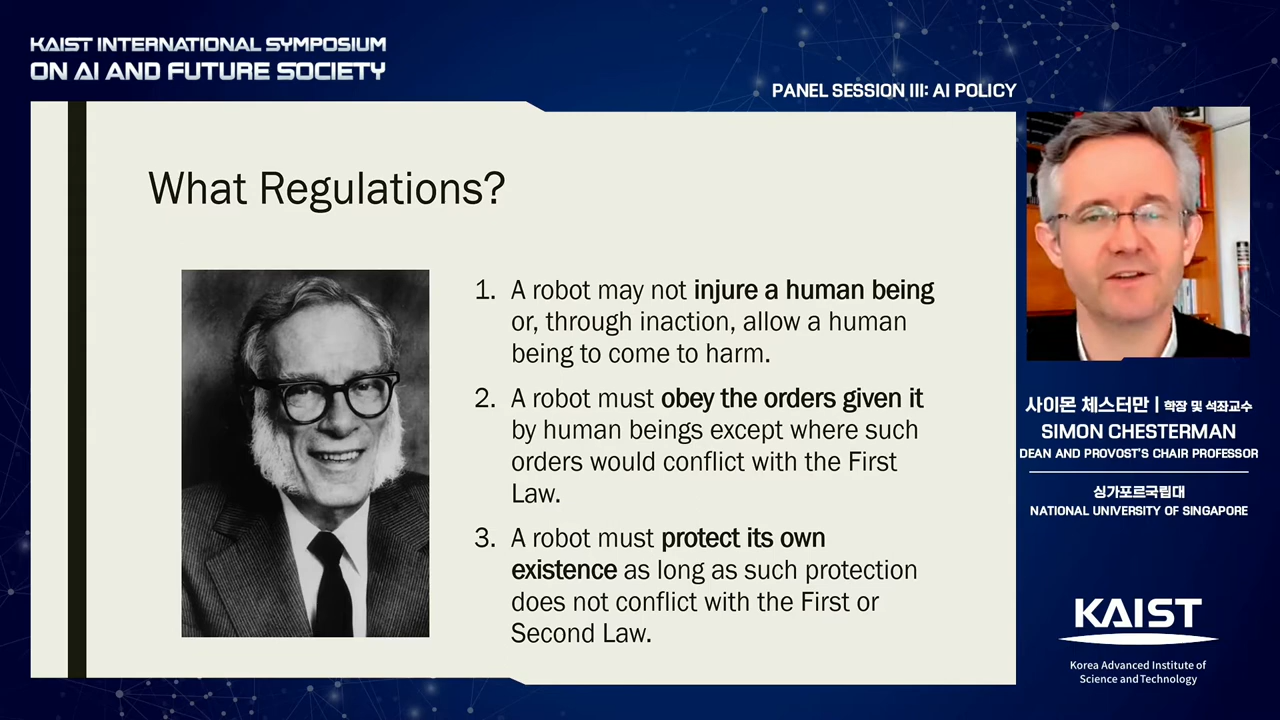 KAIST INTERNATIONAL SYMPOSIUM
ON AI AND FUTURE SOCIETY
PANEL SESSION III: AI POLICY
What Regulations?
1. A robot may not injure a human being
or, through inaction, allow a human
being to come to harm.
2. A robot must obey the orders given it
by human beings except where such
orders would conflict with the First
Law.
3. A robot must protect its own
existence as long as such protection
does not conflict with the First or
Second Law.
사이몬 체스터만 | 학장 및 석좌교수
SIMON CHESTERMAN
DEAN AND PROVOST'S CHAIR PROFESSOR
싱가포르국립대
NATIONAL UNIVERSITY OF SINGAPORE
KAIST
Korea Advanced Institute of
Science and Technology